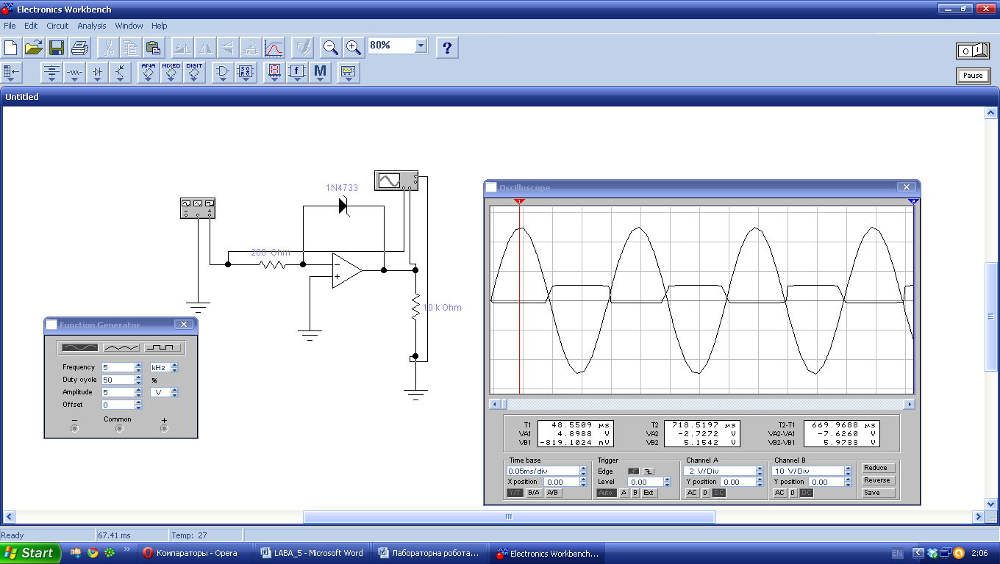 Electronics Workbench
File Edit Circuit Analysis Window Help
80%
?
ANA MIXED DIGIT
f M
Pause
Untitled
1N4733
200 Ohm
10 k Ohm
Function Generator
Frequency 5 kHz
Duty cycle 50 %
Amplitude 5 V
Offset 0
− Common +
Oscilloscope
1 2
T1 48.5509 µs T2 718.5197 µs T2-T1 669.9688 µs
VA1 4.8988 V VA2 -2.7272 V VA2-VA1 -7.6260 V
VB1 -819.1024 mV VB2 5.1542 V VB2-VB1 5.9733 V
Time base Trigger Channel A Channel B
0.05ms/div Edge 2 V/Div 10 V/Div Reduce
X position 0.00 Level 0.00 Y position 0.00 Y position 0.00 Reverse
Y/T B/A A/B Auto A B Ext AC 0 DC AC 0 DC Save
Ready 67.41 ms Temp: 27
Start Компараторы - Opera LABA_5 - Microsoft Word Лабораторна робота... Electronics Workbench... EN 2:06